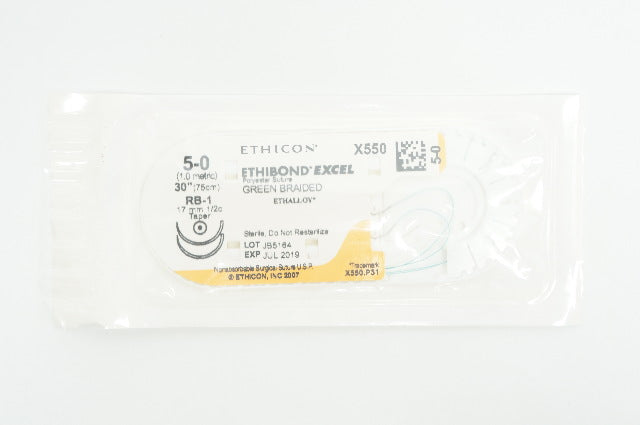 ETHICON* X550
5-0
5-0
(1.0 metric)
30" (75cm)
RB-1
17 mm 1/2c
Taper
ETHIBOND* EXCEL
Polyester Suture
GREEN BRAIDED
ETHALLOY*
Sterile, Do Not Resterilize
LOT JB5164
EXP JUL 2019
Nonabsorbable Surgical Suture U.S.P.
© ETHICON, INC 2007
*Trademark
X550.P31